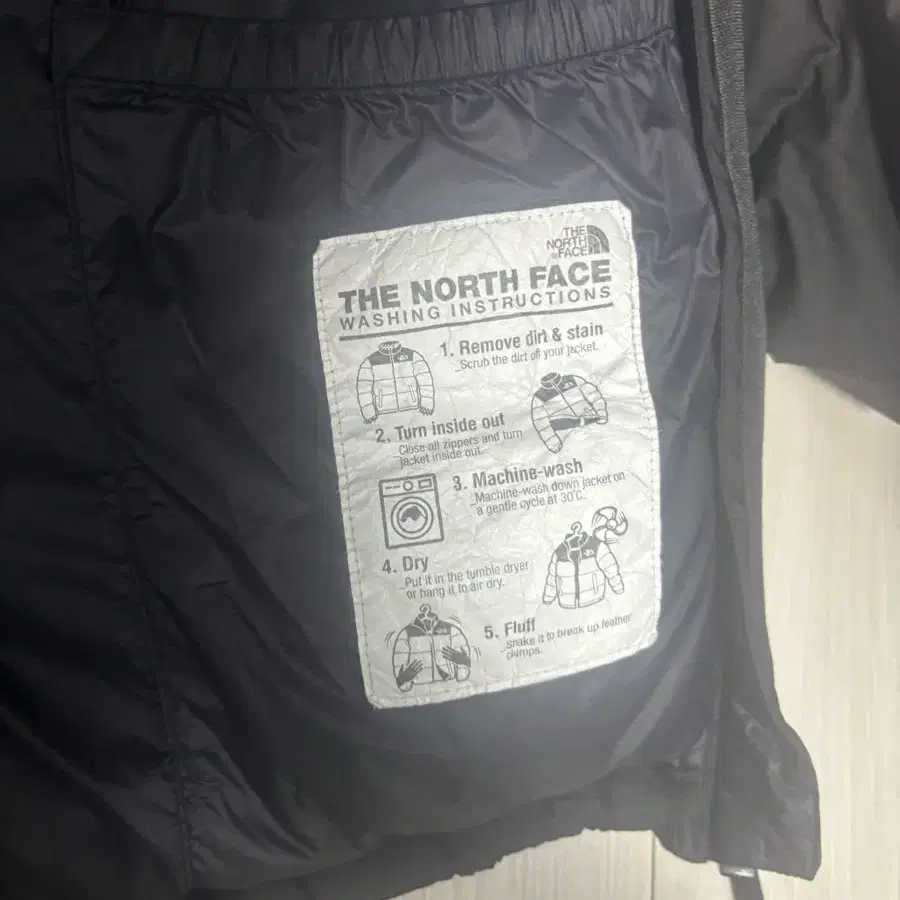 THE
NORTH
FACE
THE NORTH FACE
WASHING INSTRUCTIONS
1. Remove dirt & stain
Scrub the dirt off your jacket.
2. Turn inside out
Close all zippers and turn
jacket inside out.
3. Machine-wash
Machine-wash down jacket on
a gentle cycle at 30°C.
4. Dry
Put it in the tumble dryer
or hang it to air dry.
5. Fluff
Shake it to break up feather
clumps.